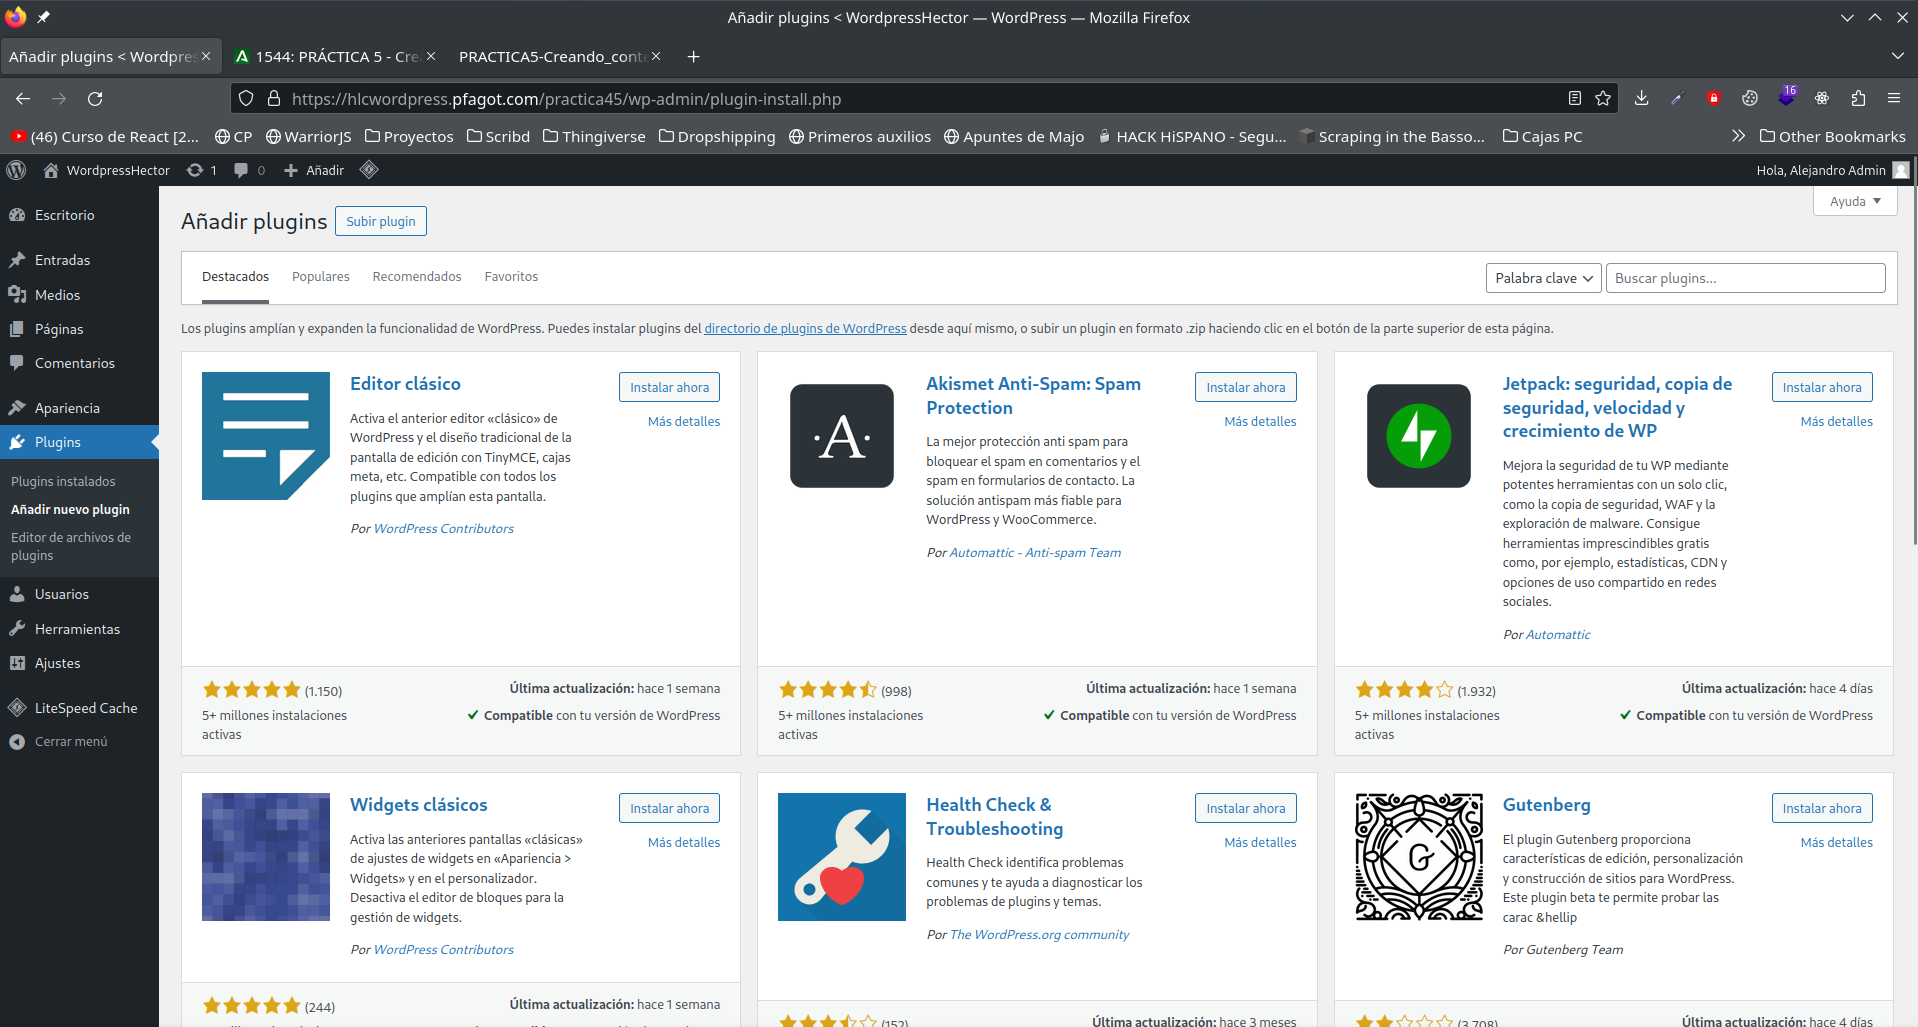 Añadir plugins < WordpressHector — WordPress — Mozilla Firefox
Añadir plugins < Wordpres
1544: PRÁCTICA 5 - Cre
PRACTICA5-Creando_cont
https://hlcwordpress.pfagot.com/practica45/wp-admin/plugin-install.php
16
(46) Curso de React [2...
CP
WarriorJS
Proyectos
Scribd
Thingiverse
Dropshipping
Primeros auxilios
Apuntes de Majo
HACK HiSPANO - Segu...
Scraping in the Basso...
Cajas PC
Other Bookmarks
WordpressHector
1
0
Añadir
Hola, Alejandro Admin
Escritorio
Entradas
Medios
Páginas
Comentarios
Apariencia
Plugins
Plugins instalados
Añadir nuevo plugin
Editor de archivos de
plugins
Usuarios
Herramientas
Ajustes
LiteSpeed Cache
Cerrar menú
Ayuda
Añadir plugins
Subir plugin
Destacados
Populares
Recomendados
Favoritos
Palabra clave
Buscar plugins...
Los plugins amplían y expanden la funcionalidad de WordPress. Puedes instalar plugins del directorio de plugins de WordPress desde aquí mismo, o subir un plugin en formato .zip haciendo clic en el botón de la parte superior de esta página.
Editor clásico
Instalar ahora
Más detalles
Activa el anterior editor «clásico» de
WordPress y el diseño tradicional de la
pantalla de edición con TinyMCE, cajas
meta, etc. Compatible con todos los
plugins que amplían esta pantalla.
Por WordPress Contributors
(1.150)
5+ millones instalaciones
activas
Última actualización: hace 1 semana
Compatible con tu versión de WordPress
·A·
Akismet Anti-Spam: Spam
Protection
Instalar ahora
Más detalles
La mejor protección anti spam para
bloquear el spam en comentarios y el
spam en formularios de contacto. La
solución antispam más fiable para
WordPress y WooCommerce.
Por Automattic - Anti-spam Team
(998)
5+ millones instalaciones
activas
Última actualización: hace 1 semana
Compatible con tu versión de WordPress
Jetpack: seguridad, copia de
seguridad, velocidad y
crecimiento de WP
Instalar ahora
Más detalles
Mejora la seguridad de tu WP mediante
potentes herramientas con un solo clic,
como la copia de seguridad, WAF y la
exploración de malware. Consigue
herramientas imprescindibles gratis
como, por ejemplo, estadísticas, CDN y
opciones de uso compartido en redes
sociales.
Por Automattic
(1.932)
5+ millones instalaciones
activas
Última actualización: hace 4 días
Compatible con tu versión de WordPress
Widgets clásicos
Instalar ahora
Más detalles
Activa las anteriores pantallas «clásicas»
de ajustes de widgets en «Apariencia >
Widgets» y en el personalizador.
Desactiva el editor de bloques para la
gestión de widgets.
Por WordPress Contributors
(244)
Última actualización: hace 1 semana
Health Check &
Troubleshooting
Instalar ahora
Más detalles
Health Check identifica problemas
comunes y te ayuda a diagnosticar los
problemas de plugins y temas.
Por The WordPress.org community
(152)
Última actualización: hace 3 meses
G
Gutenberg
Instalar ahora
Más detalles
El plugin Gutenberg proporciona
características de edición, personalización
y construcción de sitios para WordPress.
Este plugin beta te permite probar las
carac &hellip
Por Gutenberg Team
(3.708)
Última actualización: hace 4 días